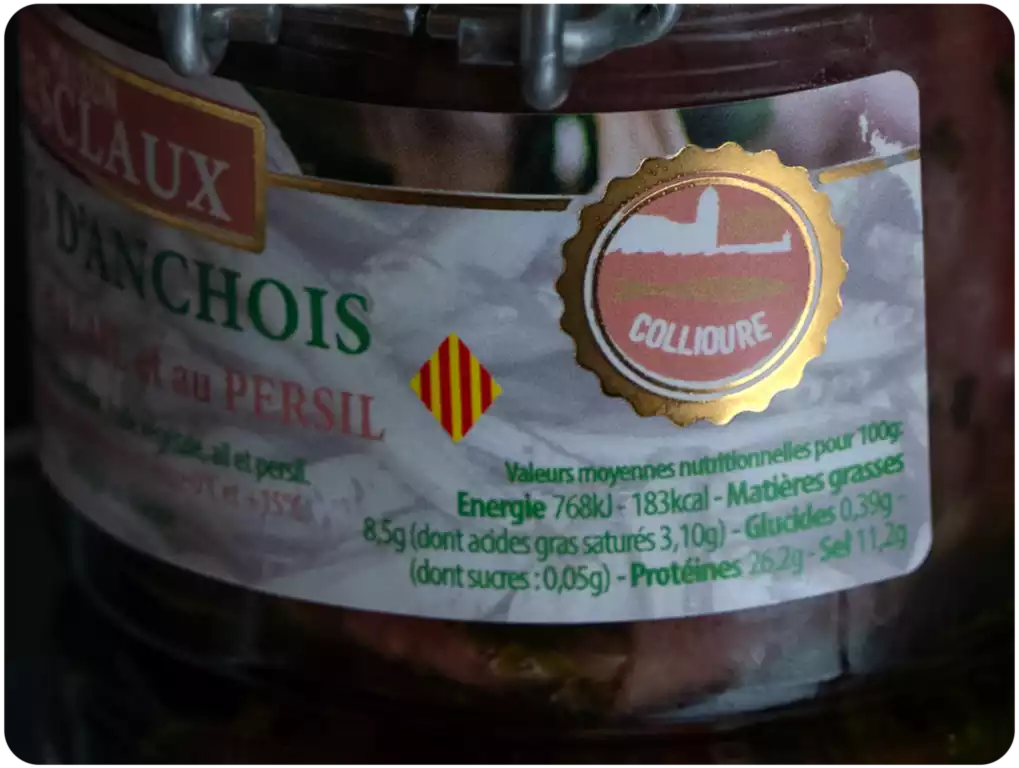 SCLAUX
D'ANCHOIS
et au PERSIL
ail et persil.
COLLIOURE
Valeurs moyennes nutritionnelles pour 100g:
Energie 768kJ - 183kcal - Matières grasses
8,5g (dont acides gras saturés 3,10g) - Glucides 0,39g -
(dont sucres : 0,05g) - Protéines 26,2g - Sel 11,2g